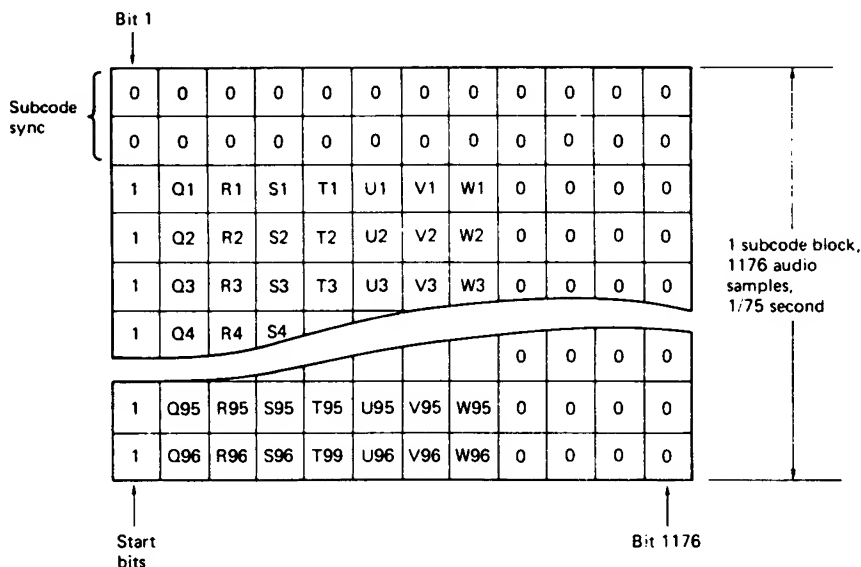 Bit 1
Subcode
sync
0 0 0 0 0 0 0 0 0 0 0 0
0 0 0 0 0 0 0 0 0 0 0 0
1 Q1 R1 S1 T1 U1 V1 W1 0 0 0 0
1 Q2 R2 S2 T2 U2 V2 W2 0 0 0 0
1 Q3 R3 S3 T3 U3 V3 W3 0 0 0 0
1 Q4 R4 S4
0 0 0 0
1 Q95 R95 S95 T95 U95 V95 W95 0 0 0 0
1 Q96 R96 S96 T99 U96 V96 W96 0 0 0 0
1 subcode block,
1176 audio
samples,
1/75 second
Start
bits
Bit 1176